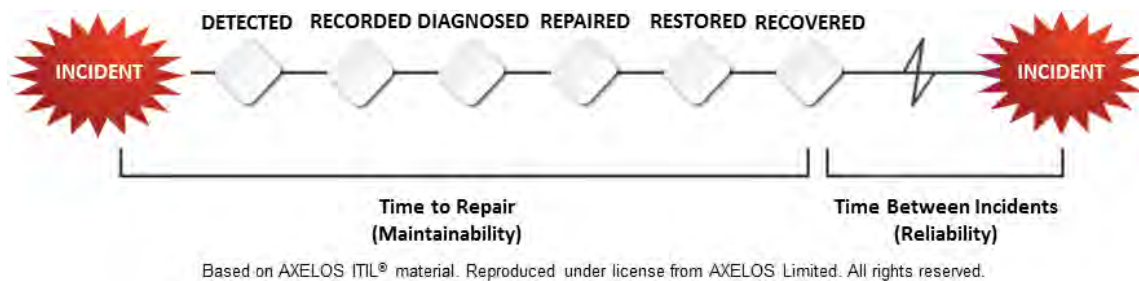 DETECTED RECORDED DIAGNOSED REPAIRED RESTORED RECOVERED
INCIDENT INCIDENT
Time to Repair
(Maintainability)
Time Between Incidents
(Reliability)
Based on AXELOS ITIL® material. Reproduced under license from AXELOS Limited. All rights reserved.